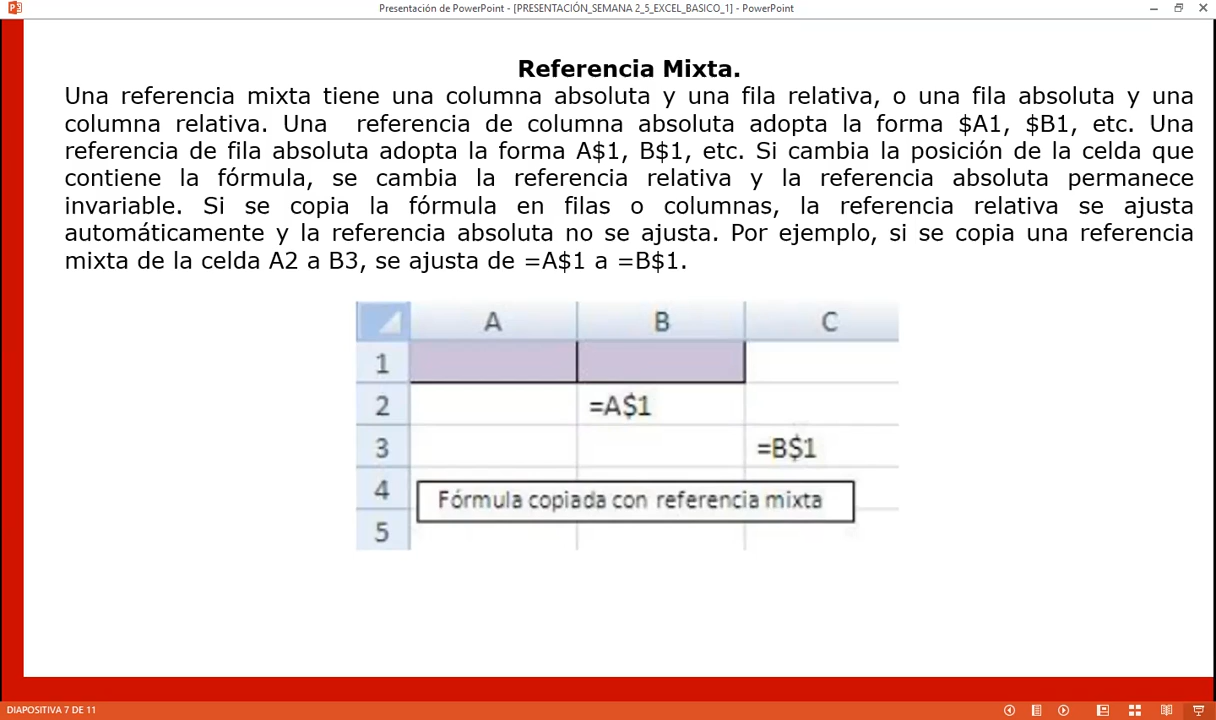 Presentación de PowerPoint - [PRESENTACIÓN_SEMANA 2_5_EXCEL_BASICO_1] - PowerPoint
Referencia Mixta.
Una referencia mixta tiene una columna absoluta y una fila relativa, o una fila absoluta y una
columna relativa. Una referencia de columna absoluta adopta la forma $A1, $B1, etc. Una
referencia de fila absoluta adopta la forma A$1, B$1, etc. Si cambia la posición de la celda que
contiene la fórmula, se cambia la referencia relativa y la referencia absoluta permanece
invariable. Si se copia la fórmula en filas o columnas, la referencia relativa se ajusta
automáticamente y la referencia absoluta no se ajusta. Por ejemplo, si se copia una referencia
mixta de la celda A2 a B3, se ajusta de =A$1 a =B$1.
A B C
1
2 =A$1
3 =B$1
4 Fórmula copiada con referencia mixta
5
DIAPOSITIVA 7 DE 11